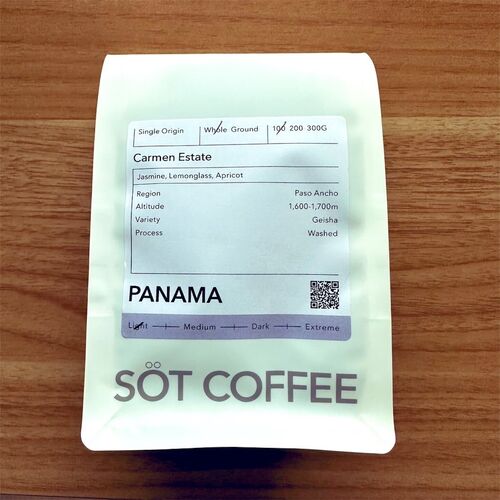 Single Origin
Whole Ground
100 200 300G
Carmen Estate
Jasmine, Lemonglass, Apricot
Region Paso Ancho
Altitude 1,600-1,700m
Variety Geisha
Process Washed
PANAMA
Light Medium Dark Extreme
SÖT COFFEE